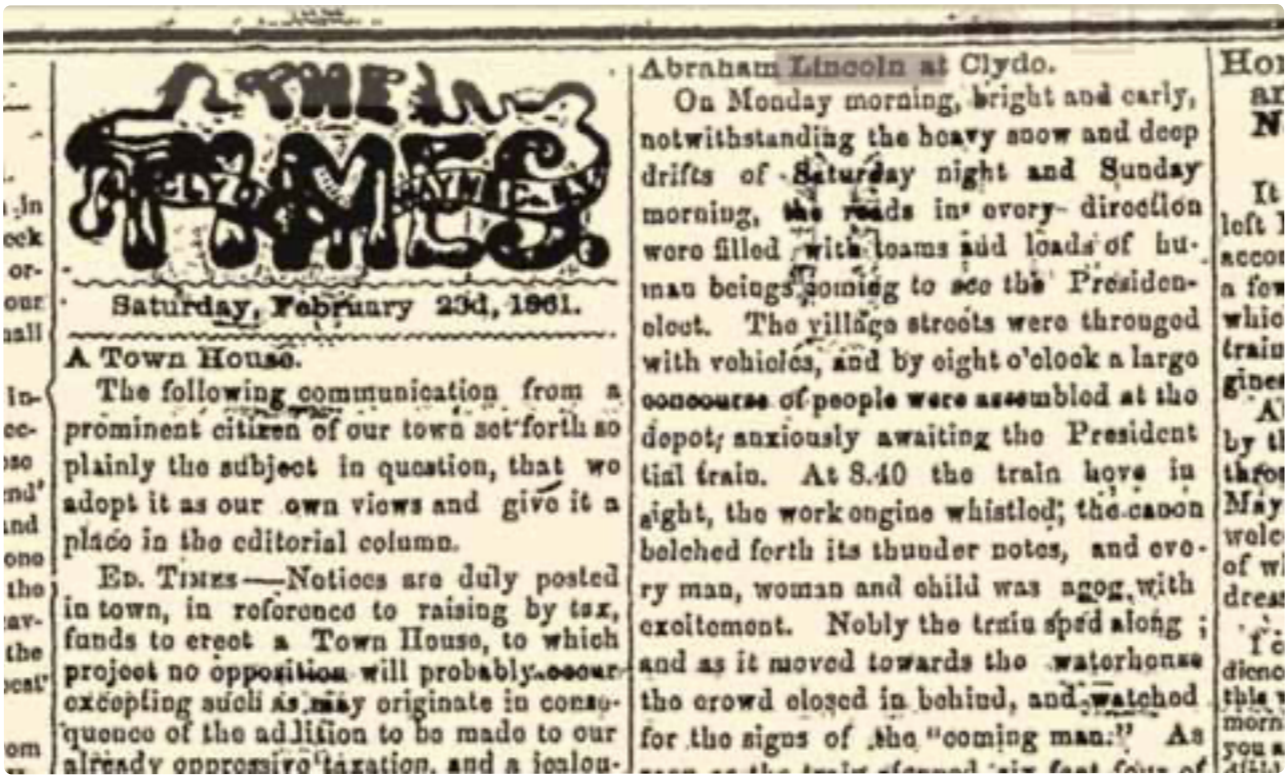 THE
TIMES.
Saturday, February 23d, 1861.
A Town House.
The following communication from a
prominent citizen of our town set forth so
plainly the subject in question, that we
adopt it as our own views and give it a
place in the editorial column.
Ed. Times—Notices are duly posted
in town, in reference to raising by tax,
funds to erect a Town House, to which
project no opposition will probably occur
excepting such as may originate in conse-
quence of the addition to be made to our
already oppressive taxation, and a jealou-
Abraham Lincoln at Clyde.
On Monday morning, bright and early,
notwithstanding the heavy snow and deep
drifts of Saturday night and Sunday
morning, the roads in every direction
were filled with teams and loads of hu-
man beings coming to see the Presiden-
elect. The village streets were thronged
with vehicles, and by eight o'clock a large
concourse of people were assembled at the
depot, anxiously awaiting the President
tial train. At 8.40 the train hove in
sight, the work engine whistled; the canon
belched forth its thunder notes, and eve-
ry man, woman and child was agog with
excitement. Nobly the train sped along;
and as it moved towards the waterhouse
the crowd closed in behind, and watched
for the signs of the "coming man." As
soon as the train stopped six feet four of